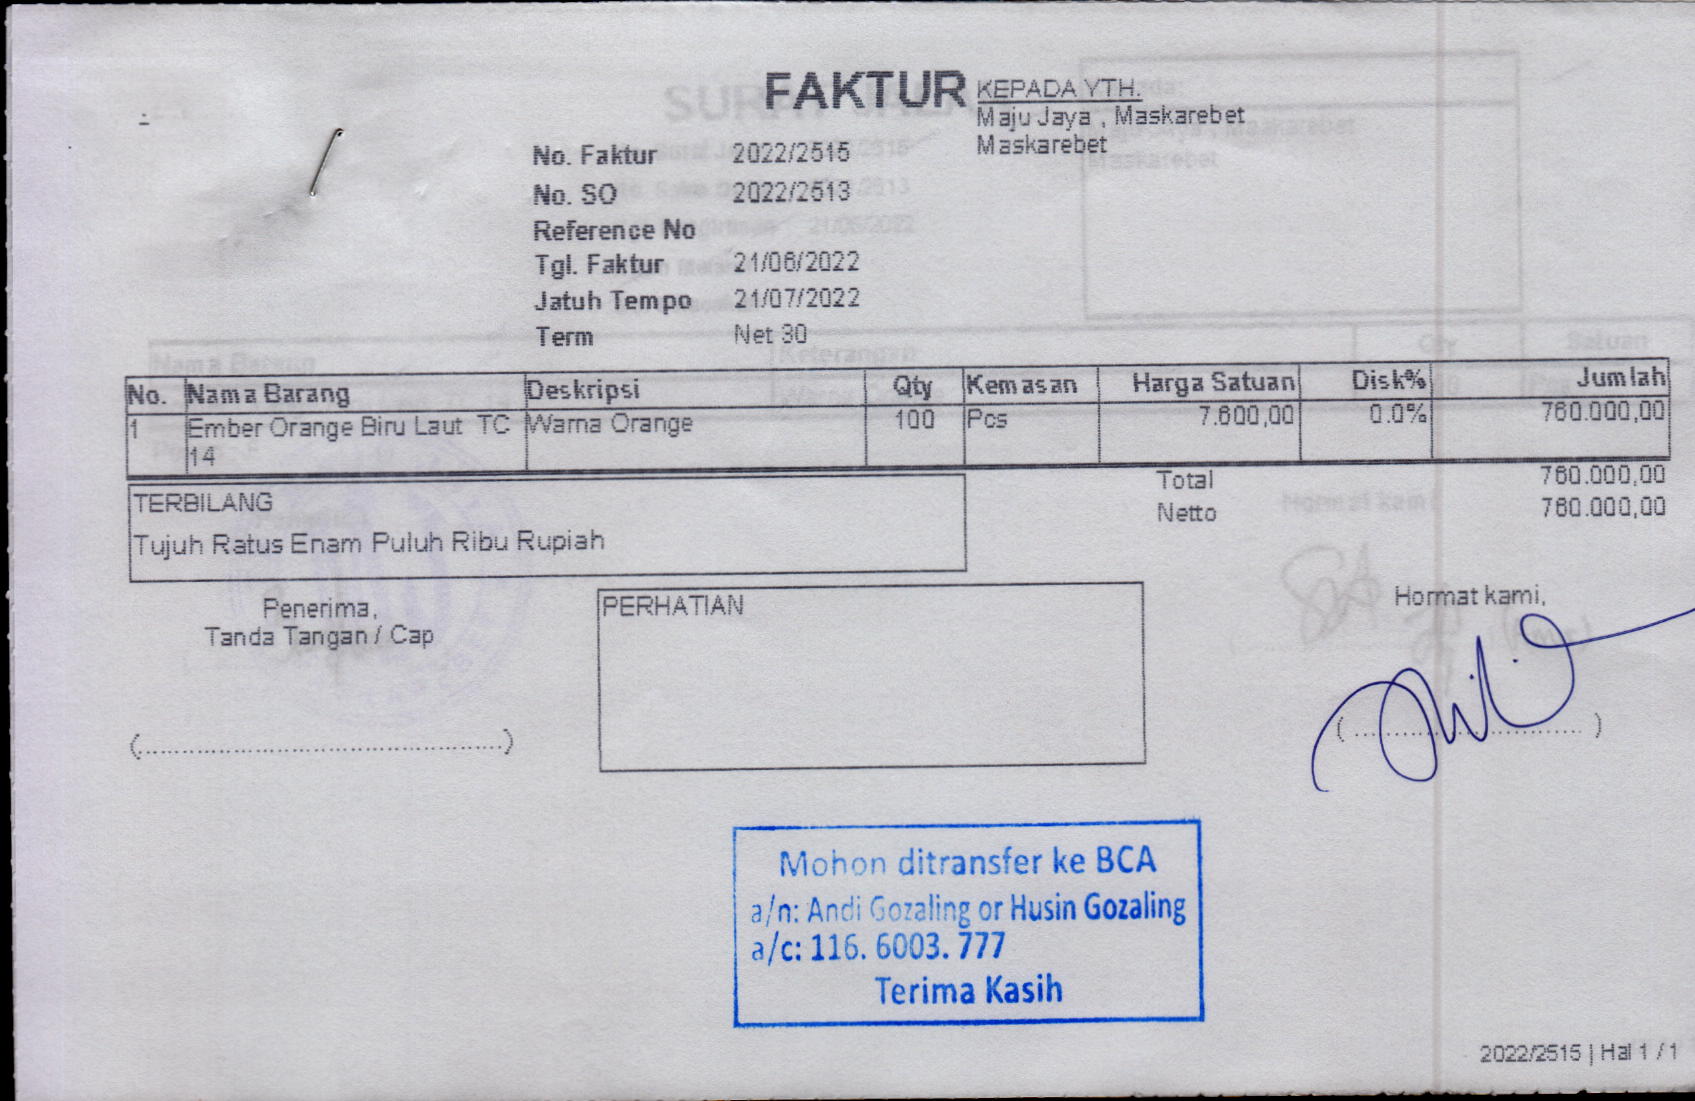 FAKTUR
KEPADA YTH.
Maju Jaya , Maskarebet
Maskarebet
No. Faktur 2022/2515
No. SO 2022/2513
Reference No
Tgl. Faktur 21/06/2022
Jatuh Tempo 21/07/2022
Term Net 30
No. Nama Barang Deskripsi Qty Kemasan Harga Satuan Disk% Jumlah
1 Ember Orange Biru Laut TC Warna Orange 100 Pcs 7.600,00 0.0% 760.000,00
14
Total 760.000,00
Netto 760.000,00
TERBILANG
Tujuh Ratus Enam Puluh Ribu Rupiah
Penerima,
Tanda Tangan / Cap
PERHATIAN
Hormat kami,
Mohon ditransfer ke BCA
a/n: Andi Gozaling or Husin Gozaling
a/c: 116. 6003. 777
Terima Kasih
2022/2515 | Hal 1 / 1